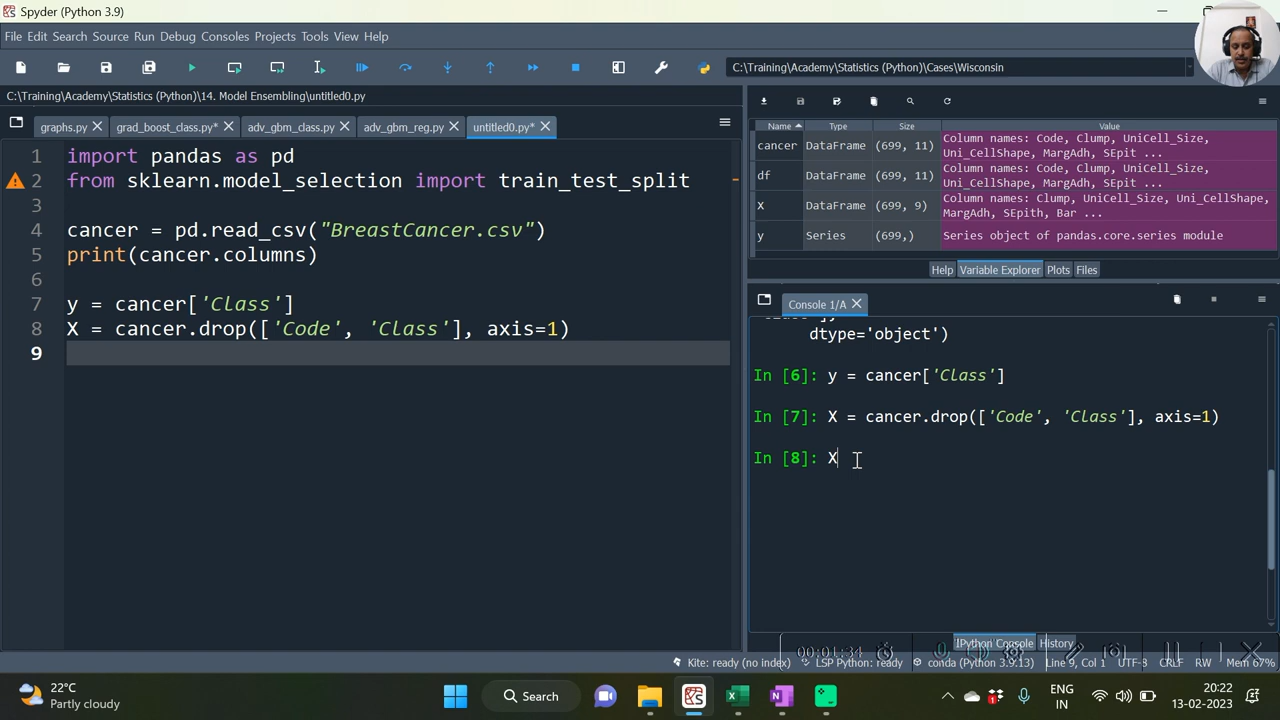 Spyder (Python 3.9)
File Edit Search Source Run Debug Consoles Projects Tools View Help
C:\Training\Academy\Statistics (Python)\Cases\Wisconsin
C:\Training\Academy\Statistics (Python)\14. Model Ensembling\untitled0.py
graphs.py grad_boost_class.py* adv_gbm_class.py adv_gbm_reg.py untitled0.py*
1 import pandas as pd
2 from sklearn.model_selection import train_test_split
3
4 cancer = pd.read_csv("BreastCancer.csv")
5 print(cancer.columns)
6
7 y = cancer['Class']
8 X = cancer.drop(['Code', 'Class'], axis=1)
9
Name Type Size Value
cancer DataFrame (699, 11) Column names: Code, Clump, UniCell_Size,
Uni_CellShape, MargAdh, SEpit ...
df DataFrame (699, 11) Column names: Code, Clump, UniCell_Size,
Uni_CellShape, MargAdh, SEpit ...
X DataFrame (699, 9) Column names: Clump, UniCell_Size, Uni_CellShape,
MargAdh, SEpith, Bar ...
y Series (699,) Series object of pandas.core.series module
Help Variable Explorer Plots Files
Console 1/A
dtype='object')
In [6]: y = cancer['Class']
In [7]: X = cancer.drop(['Code', 'Class'], axis=1)
In [8]: X
IPython Console History
00:01:34
Kite: ready (no index) LSP Python: ready conda (Python 3.9.13) Line 9, Col 1 UTF-8 CRLF RW Mem 67%
22°C
Partly cloudy
Search
ENG
IN
20:22
13-02-2023